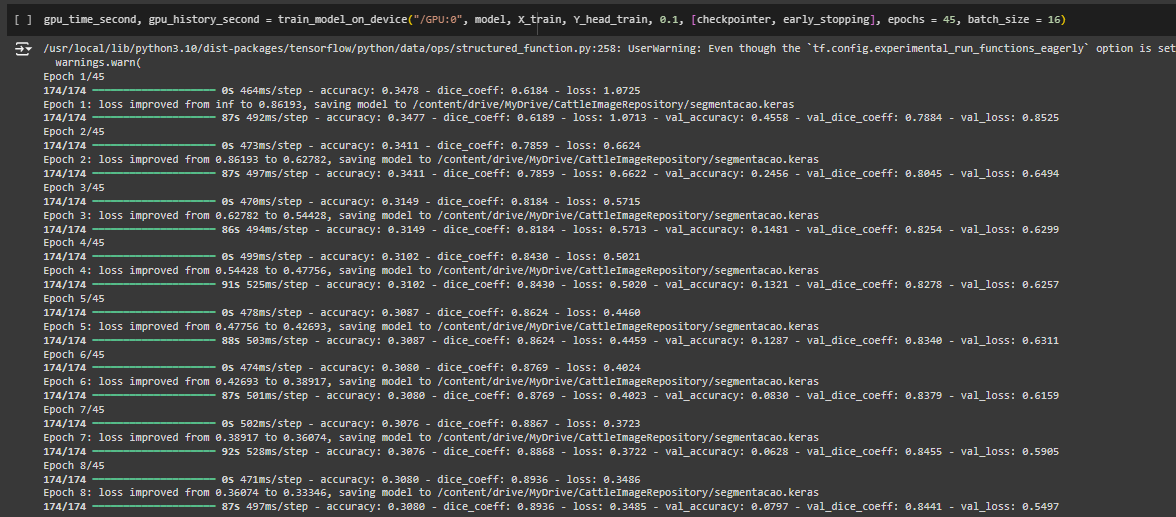 [ ] gpu_time_second, gpu_history_second = train_model_on_device("/GPU:0", model, X_train, Y_head_train, 0.1, [checkpointer, early_stopping], epochs = 45, batch_size = 16)
/usr/local/lib/python3.10/dist-packages/tensorflow/python/data/ops/structured_function.py:258: UserWarning: Even though the `tf.config.experimental_run_functions_eagerly` option is set
warnings.warn(
Epoch 1/45
174/174 0s 464ms/step - accuracy: 0.3478 - dice_coeff: 0.6184 - loss: 1.0725
Epoch 1: loss improved from inf to 0.86193, saving model to /content/drive/MyDrive/CattleImageRepository/segmentacao.keras
174/174 87s 492ms/step - accuracy: 0.3477 - dice_coeff: 0.6189 - loss: 1.0713 - val_accuracy: 0.4558 - val_dice_coeff: 0.7884 - val_loss: 0.8525
Epoch 2/45
174/174 0s 473ms/step - accuracy: 0.3411 - dice_coeff: 0.7859 - loss: 0.6624
Epoch 2: loss improved from 0.86193 to 0.62782, saving model to /content/drive/MyDrive/CattleImageRepository/segmentacao.keras
174/174 87s 497ms/step - accuracy: 0.3411 - dice_coeff: 0.7859 - loss: 0.6622 - val_accuracy: 0.2456 - val_dice_coeff: 0.8045 - val_loss: 0.6494
Epoch 3/45
174/174 0s 470ms/step - accuracy: 0.3149 - dice_coeff: 0.8184 - loss: 0.5715
Epoch 3: loss improved from 0.62782 to 0.54428, saving model to /content/drive/MyDrive/CattleImageRepository/segmentacao.keras
174/174 86s 494ms/step - accuracy: 0.3149 - dice_coeff: 0.8184 - loss: 0.5713 - val_accuracy: 0.1481 - val_dice_coeff: 0.8254 - val_loss: 0.6299
Epoch 4/45
174/174 0s 499ms/step - accuracy: 0.3102 - dice_coeff: 0.8430 - loss: 0.5021
Epoch 4: loss improved from 0.54428 to 0.47756, saving model to /content/drive/MyDrive/CattleImageRepository/segmentacao.keras
174/174 91s 525ms/step - accuracy: 0.3102 - dice_coeff: 0.8430 - loss: 0.5020 - val_accuracy: 0.1321 - val_dice_coeff: 0.8278 - val_loss: 0.6257
Epoch 5/45
174/174 0s 478ms/step - accuracy: 0.3087 - dice_coeff: 0.8624 - loss: 0.4460
Epoch 5: loss improved from 0.47756 to 0.42693, saving model to /content/drive/MyDrive/CattleImageRepository/segmentacao.keras
174/174 88s 503ms/step - accuracy: 0.3087 - dice_coeff: 0.8624 - loss: 0.4459 - val_accuracy: 0.1287 - val_dice_coeff: 0.8340 - val_loss: 0.6311
Epoch 6/45
174/174 0s 474ms/step - accuracy: 0.3080 - dice_coeff: 0.8769 - loss: 0.4024
Epoch 6: loss improved from 0.42693 to 0.38917, saving model to /content/drive/MyDrive/CattleImageRepository/segmentacao.keras
174/174 87s 501ms/step - accuracy: 0.3080 - dice_coeff: 0.8769 - loss: 0.4023 - val_accuracy: 0.0830 - val_dice_coeff: 0.8379 - val_loss: 0.6159
Epoch 7/45
174/174 0s 502ms/step - accuracy: 0.3076 - dice_coeff: 0.8867 - loss: 0.3723
Epoch 7: loss improved from 0.38917 to 0.36074, saving model to /content/drive/MyDrive/CattleImageRepository/segmentacao.keras
174/174 92s 528ms/step - accuracy: 0.3076 - dice_coeff: 0.8868 - loss: 0.3722 - val_accuracy: 0.0628 - val_dice_coeff: 0.8455 - val_loss: 0.5905
Epoch 8/45
174/174 0s 471ms/step - accuracy: 0.3080 - dice_coeff: 0.8936 - loss: 0.3486
Epoch 8: loss improved from 0.36074 to 0.33346, saving model to /content/drive/MyDrive/CattleImageRepository/segmentacao.keras
174/174 87s 497ms/step - accuracy: 0.3080 - dice_coeff: 0.8936 - loss: 0.3485 - val_accuracy: 0.0797 - val_dice_coeff: 0.8441 - val_loss: 0.5497